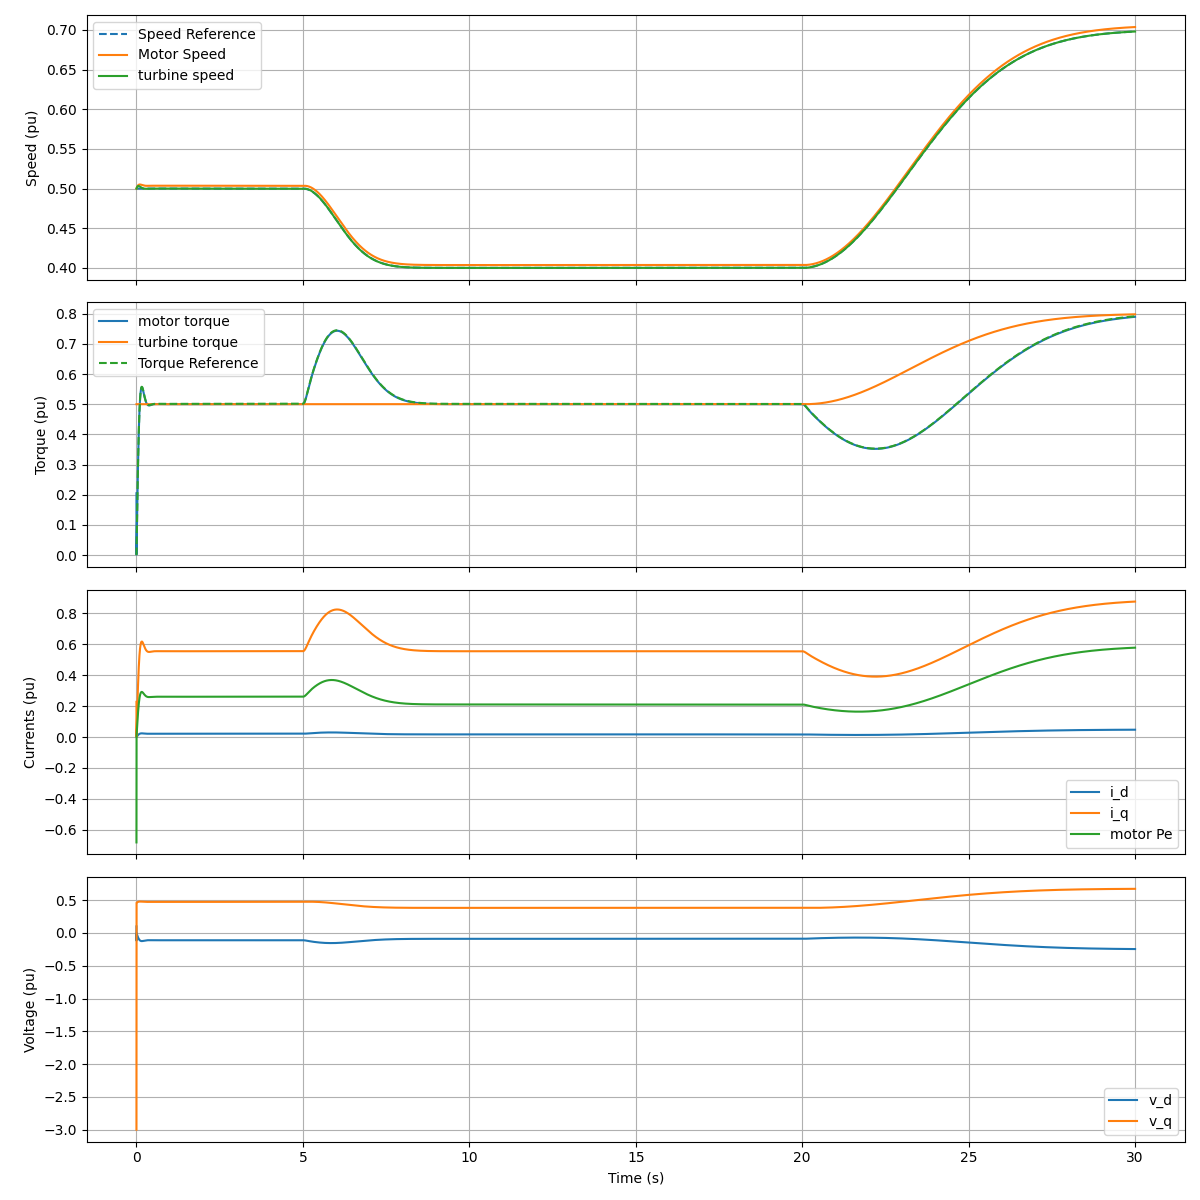 0.70
0.65
0.60
0.55
0.50
0.45
0.40
Speed (pu)
Speed Reference
Motor Speed
turbine speed
0.8
0.7
0.6
0.5
0.4
0.3
0.2
0.1
0.0
Torque (pu)
motor torque
turbine torque
Torque Reference
0.8
0.6
0.4
0.2
0.0
−0.2
−0.4
−0.6
Currents (pu)
i_d
i_q
motor Pe
0.5
0.0
−0.5
−1.0
−1.5
−2.0
−2.5
−3.0
Voltage (pu)
v_d
v_q
0 5 10 15 20 25 30
Time (s)